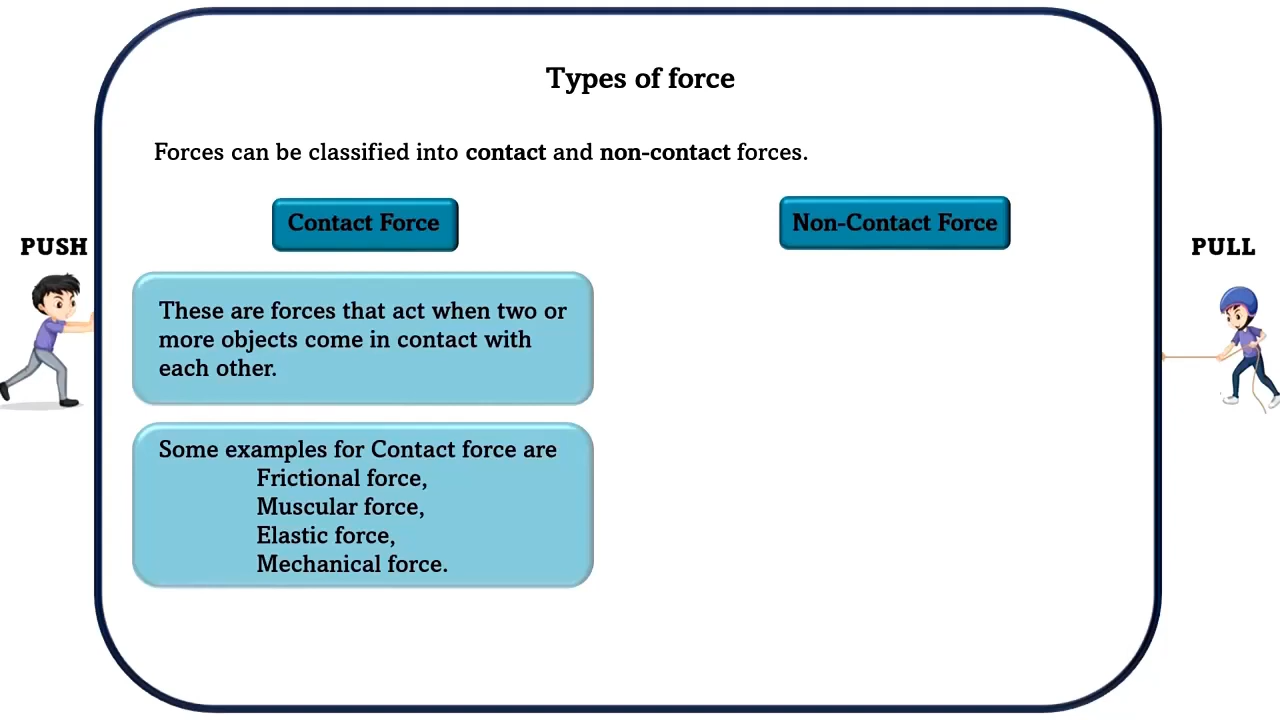 Types of force
Forces can be classified into contact and non-contact forces.
Contact Force
Non-Contact Force
PUSH
PULL
These are forces that act when two or
more objects come in contact with
each other.
Some examples for Contact force are
Frictional force,
Muscular force,
Elastic force,
Mechanical force.